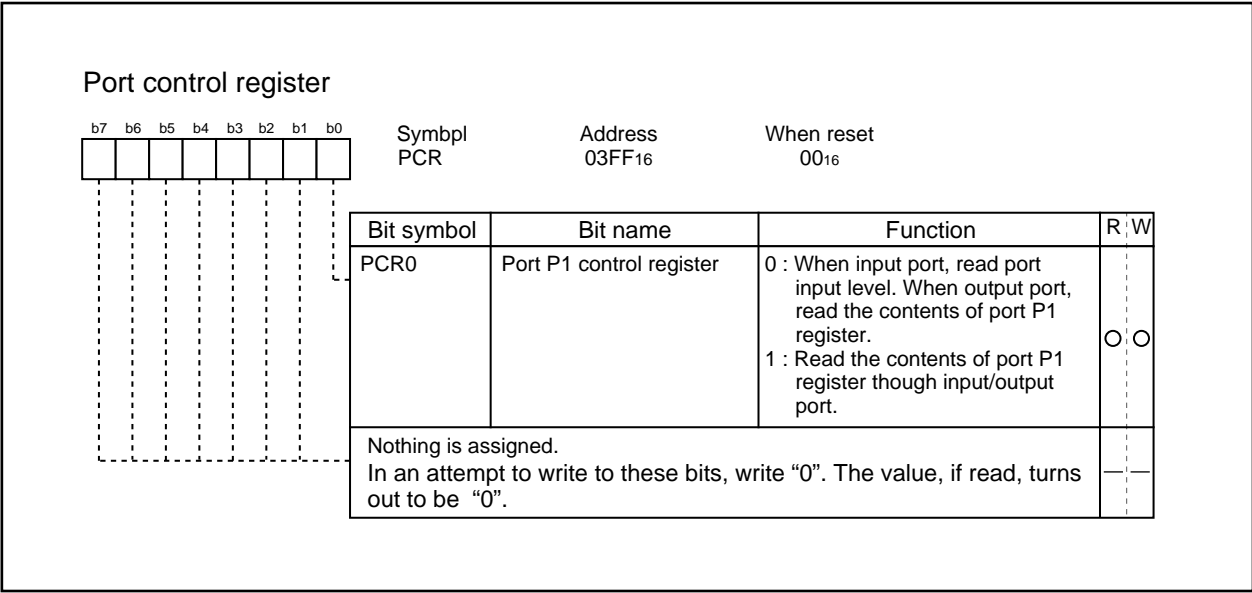 Port control register
b7 b6 b5 b4 b3 b2 b1 b0
Symbpl Address When reset
PCR 03FF16 0016
Bit symbol Bit name Function R W
PCR0 Port P1 control register 0 : When input port, read port
input level. When output port,
read the contents of port P1
register.
1 : Read the contents of port P1
register though input/output
port.
Nothing is assigned.
In an attempt to write to these bits, write “0”. The value, if read, turns
out to be “0”.